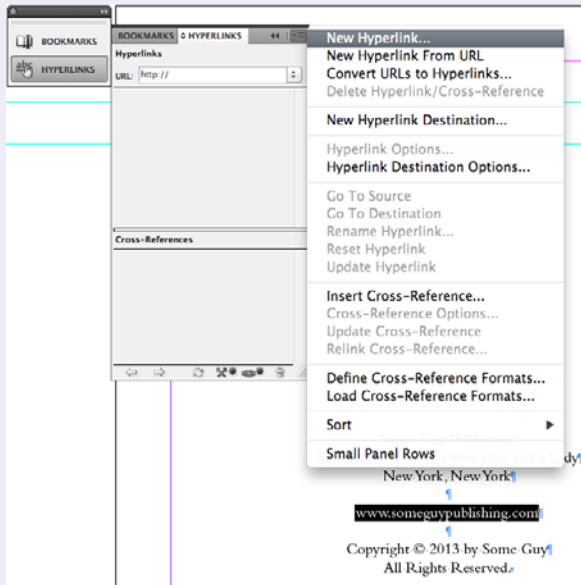 BOOKMARKS
HYPERLINKS
BOOKMARKS HYPERLINKS
Hyperlinks
URL: http://
Cross-References
New Hyperlink...
New Hyperlink From URL
Convert URLs to Hyperlinks...
Delete Hyperlink/Cross-Reference
New Hyperlink Destination...
Hyperlink Options...
Hyperlink Destination Options...
Go To Source
Go To Destination
Rename Hyperlink...
Reset Hyperlink
Update Hyperlink
Insert Cross-Reference...
Cross-Reference Options...
Update Cross-Reference
Relink Cross-Reference...
Define Cross-Reference Formats...
Load Cross-Reference Formats...
Sort
Small Panel Rows
New York, New York
www.someguypublishing.com
Copyright © 2013 by Some Guy
All Rights Reserved.